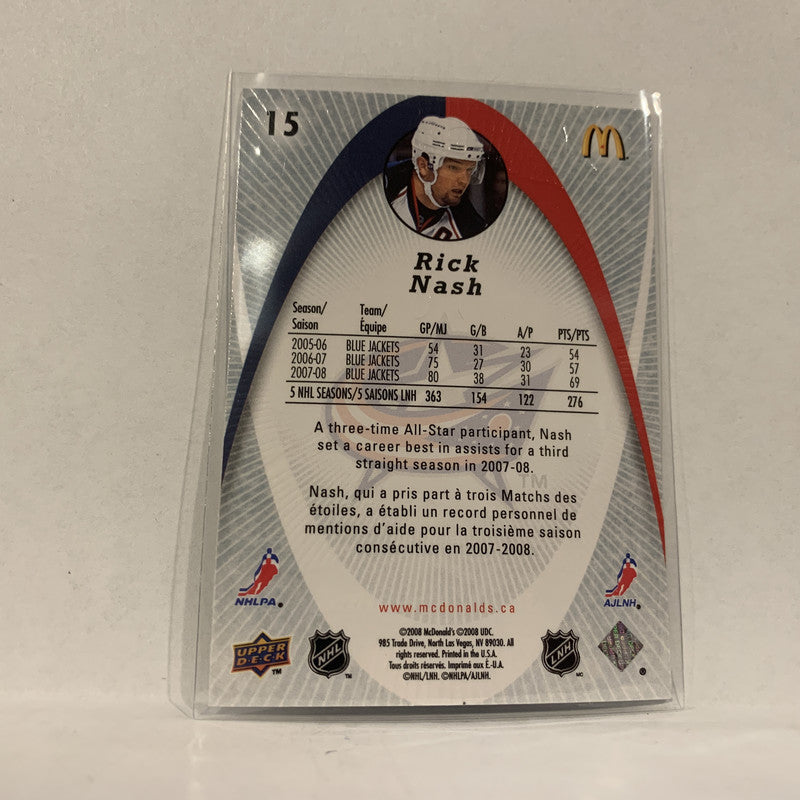 15
Rick
Nash
Season/ Team/
Saison Équipe GP/MJ G/B A/P PTS/PTS
2005-06 BLUE JACKETS 54 31 23 54
2006-07 BLUE JACKETS 75 27 30 57
2007-08 BLUE JACKETS 80 38 31 69
5 NHL SEASONS/5 SAISONS LNH 363 154 122 276
A three-time All-Star participant, Nash
set a career best in assists for a third
straight season in 2007-08.
TM
Nash, qui a pris part à trois Matchs des
étoiles, a établi un record personnel de
mentions d'aide pour la troisième saison
consécutive en 2007-2008.
NHLPA® AJLNH®
www.mcdonalds.ca
©2008 McDonald's ©2008 UDC.
985 Trade Drive, North Las Vegas, NV 89030. All
rights reserved. Printed in the U.S.A.
Tous droits réservés. Imprimé aux É.-U.A.
©NHL/LNH. ©NHLPA/AJLNH.
UPPER
DECK
TM
NHL
TM
LNH
MC
®